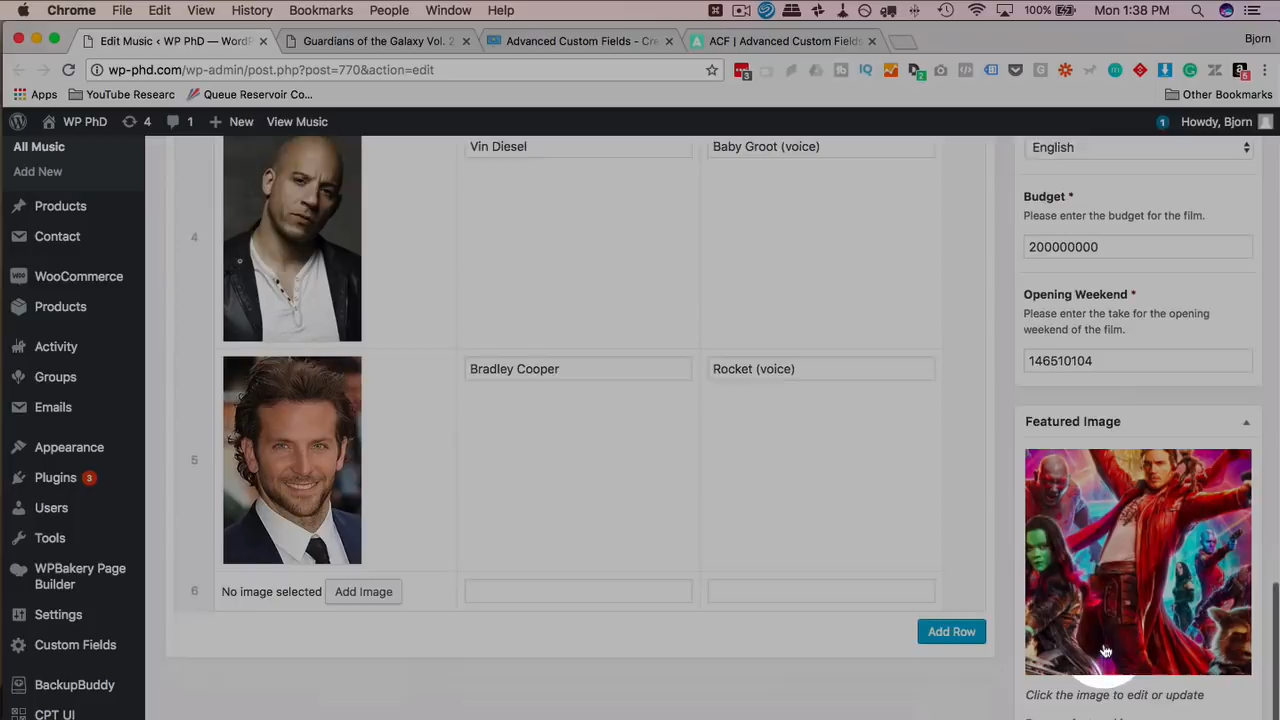 Chrome File Edit View History Bookmarks People Window Help 100% Mon 1:38 PM
Edit Music ‹ WP PhD — WordP Guardians of the Galaxy Vol. 2 Advanced Custom Fields - Cre ACF | Advanced Custom Fields Bjorn
wp-phd.com/wp-admin/post.php?post=770&action=edit
Apps YouTube Researc Queue Reservoir Co... Other Bookmarks
WP PhD 4 1 New View Music 1 Howdy, Bjorn
All Music
Add New
Products
Contact
WooCommerce
Products
Activity
Groups
Emails
Appearance
Plugins 3
Users
Tools
WPBakery Page
Builder
Settings
Custom Fields
BackupBuddy
CPT UI
4 Vin Diesel Baby Groot (voice)
5 Bradley Cooper Rocket (voice)
6 No image selected Add Image
Add Row
English
Budget *
Please enter the budget for the film.
200000000
Opening Weekend *
Please enter the take for the opening
weekend of the film.
146510104
Featured Image
Click the image to edit or update